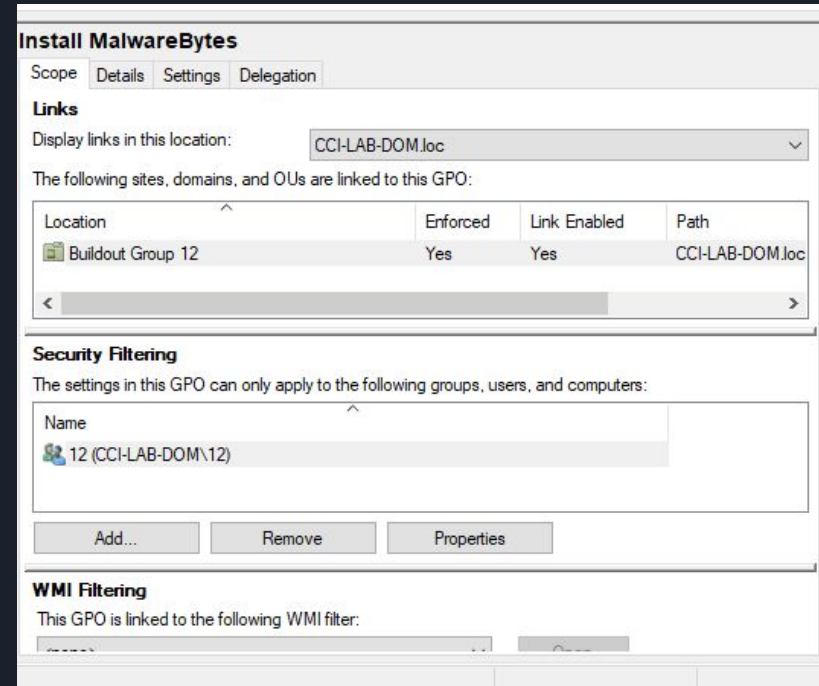 Install MalwareBytes
Scope Details Settings Delegation
Links
Display links in this location: CCI-LAB-DOM.loc
The following sites, domains, and OUs are linked to this GPO:
Location Enforced Link Enabled Path
Buildout Group 12 Yes Yes CCI-LAB-DOM.loc
Security Filtering
The settings in this GPO can only apply to the following groups, users, and computers:
Name
12 (CCI-LAB-DOM\12)
Add... Remove Properties
WMI Filtering
This GPO is linked to the following WMI filter: